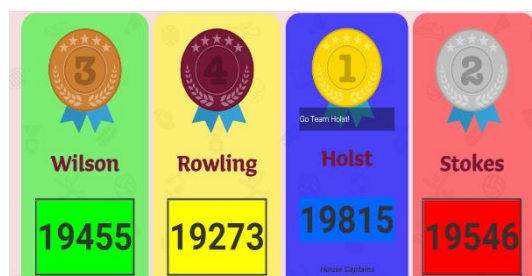 3
Wilson
19455
4
Rowling
19273
1
Go Team Holst!
Holst
19815
House Captains
2
Stokes
19546